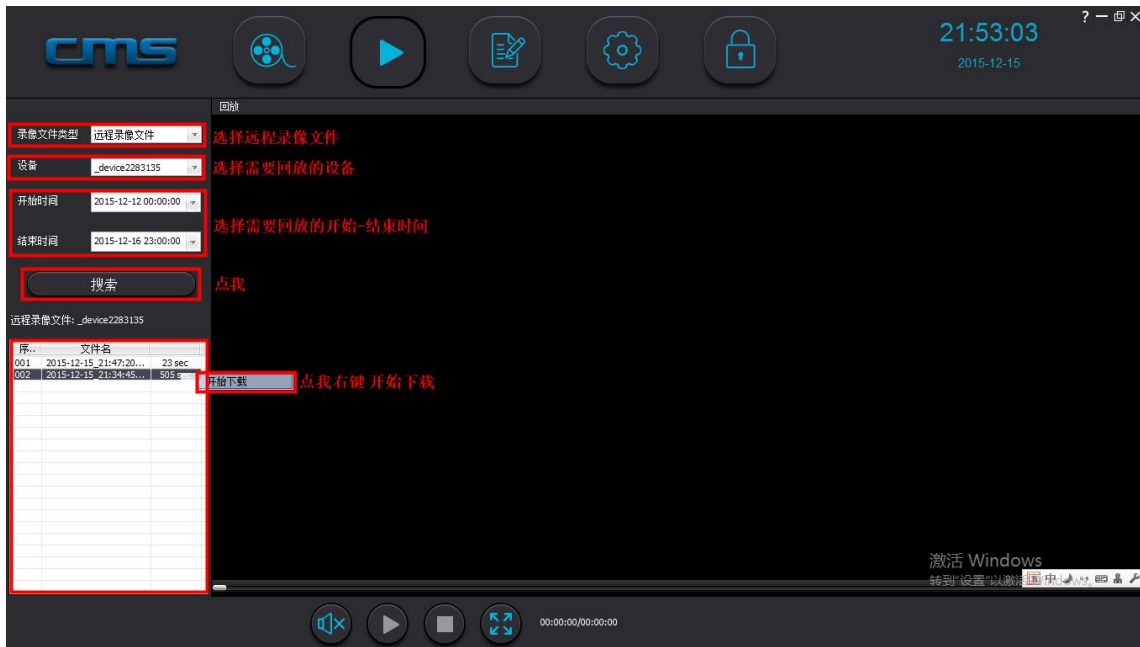 cms
? 
21:53:03
2015-12-15
回放
录像文件类型 远程录像文件 选择远程录像文件
设备 _device2283135 选择需要回放的设备
开始时间 2015-12-12 00:00:00
选择需要回放的开始-结束时间
结束时间 2015-12-16 23:00:00
搜索 点我
远程录像文件: _device2283135
序... 文件名
001 2015-12-15_21:47:20... 23 sec
002 2015-12-15_21:34:45... 505 s
开始下载 点我右键 开始下载
激活 Windows
转到"设置"以激活 Windows。
中
00:00:00/00:00:00